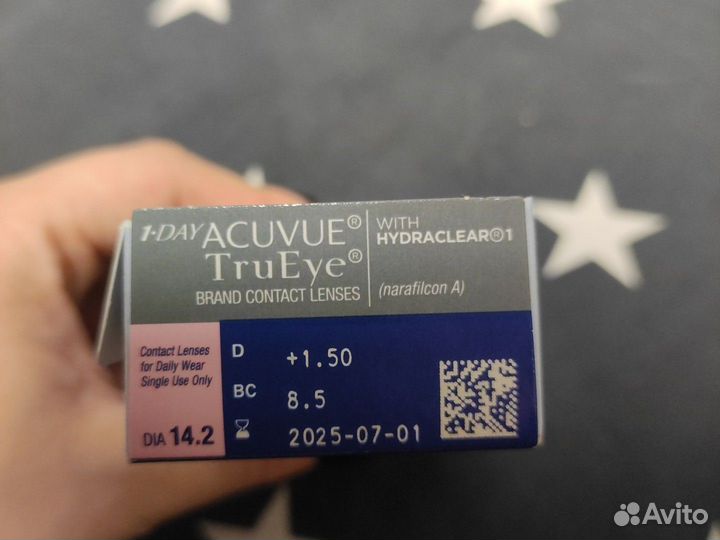 1·DAY ACUVUE®
TruEye®
BRAND CONTACT LENSES
WITH
HYDRACLEAR®1
(narafilcon A)
Contact Lenses
for Daily Wear
Single Use Only
DIA 14.2
D +1.50
BC 8.5
2025-07-01
Avito